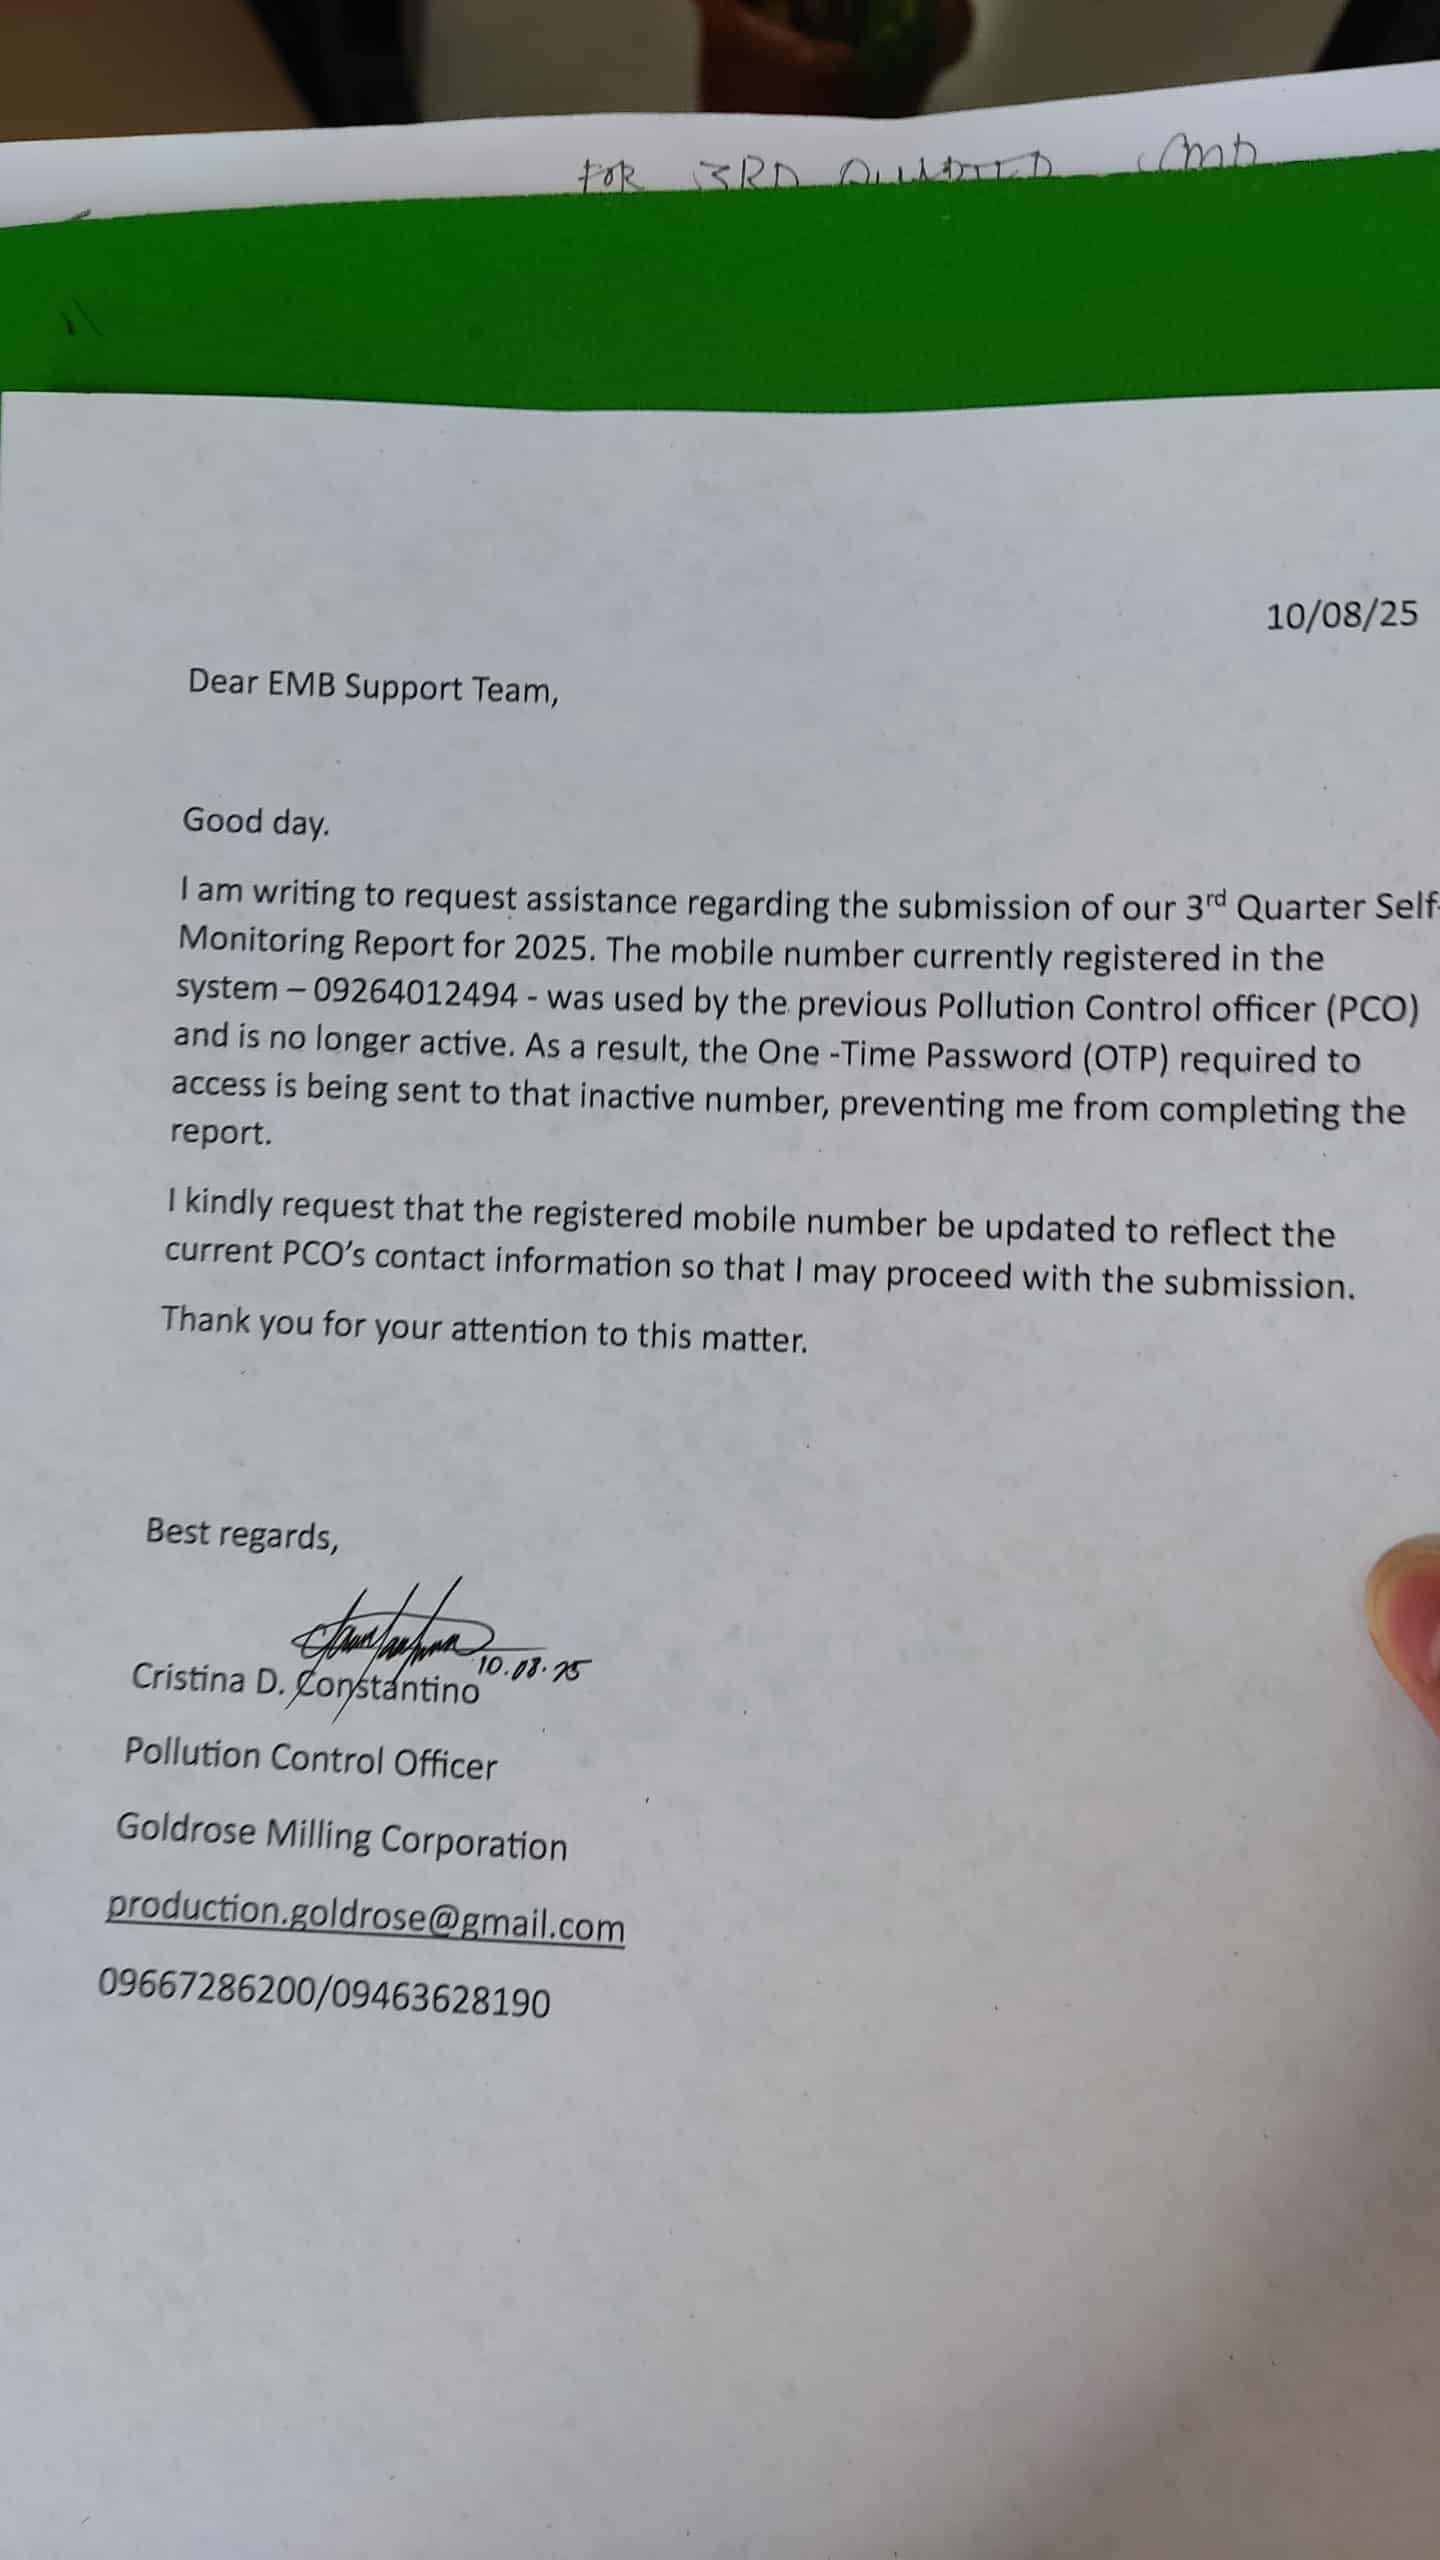 FOR 3RD
10/08/25
Dear EMB Support Team,
Good day.
I am writing to request assistance regarding the submission of our 3rd Quarter Self-
Monitoring Report for 2025. The mobile number currently registered in the
system – 09264012494 - was used by the previous Pollution Control officer (PCO)
and is no longer active. As a result, the One -Time Password (OTP) required to
access is being sent to that inactive number, preventing me from completing the
report.
I kindly request that the registered mobile number be updated to reflect the
current PCO’s contact information so that I may proceed with the submission.
Thank you for your attention to this matter.
Best regards,
10.08.25
Cristina D. Constantino
Pollution Control Officer
Goldrose Milling Corporation
production.goldrose@gmail.com
09667286200/09463628190